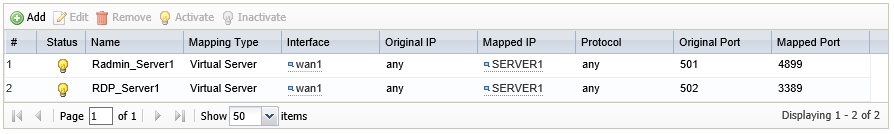 Add Edit Remove Activate Inactivate
# Status Name Mapping Type Interface Original IP Mapped IP Protocol Original Port Mapped Port
1 Radmin_Server1 Virtual Server wan1 any SERVER1 any 501 4899
2 RDP_Server1 Virtual Server wan1 any SERVER1 any 502 3389
Page 1 of 1 Show 50 items Displaying 1 - 2 of 2